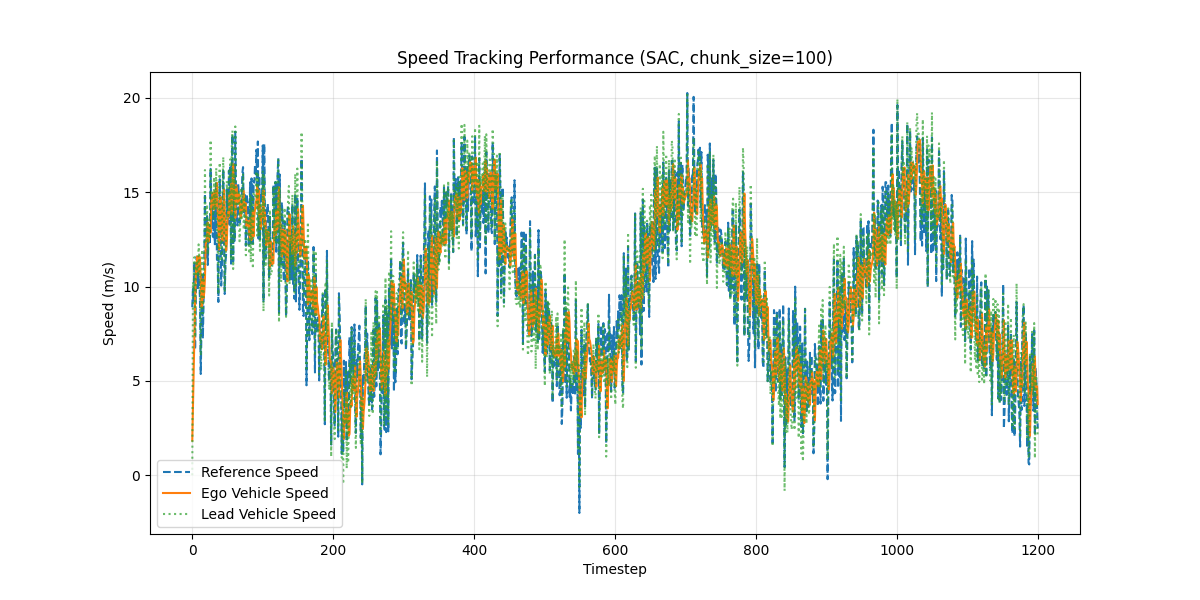 Speed Tracking Performance (SAC, chunk_size=100)
Speed (m/s)
20
15
10
5
0
Reference Speed
Ego Vehicle Speed
Lead Vehicle Speed
0 200 400 600 800 1000 1200
Timestep